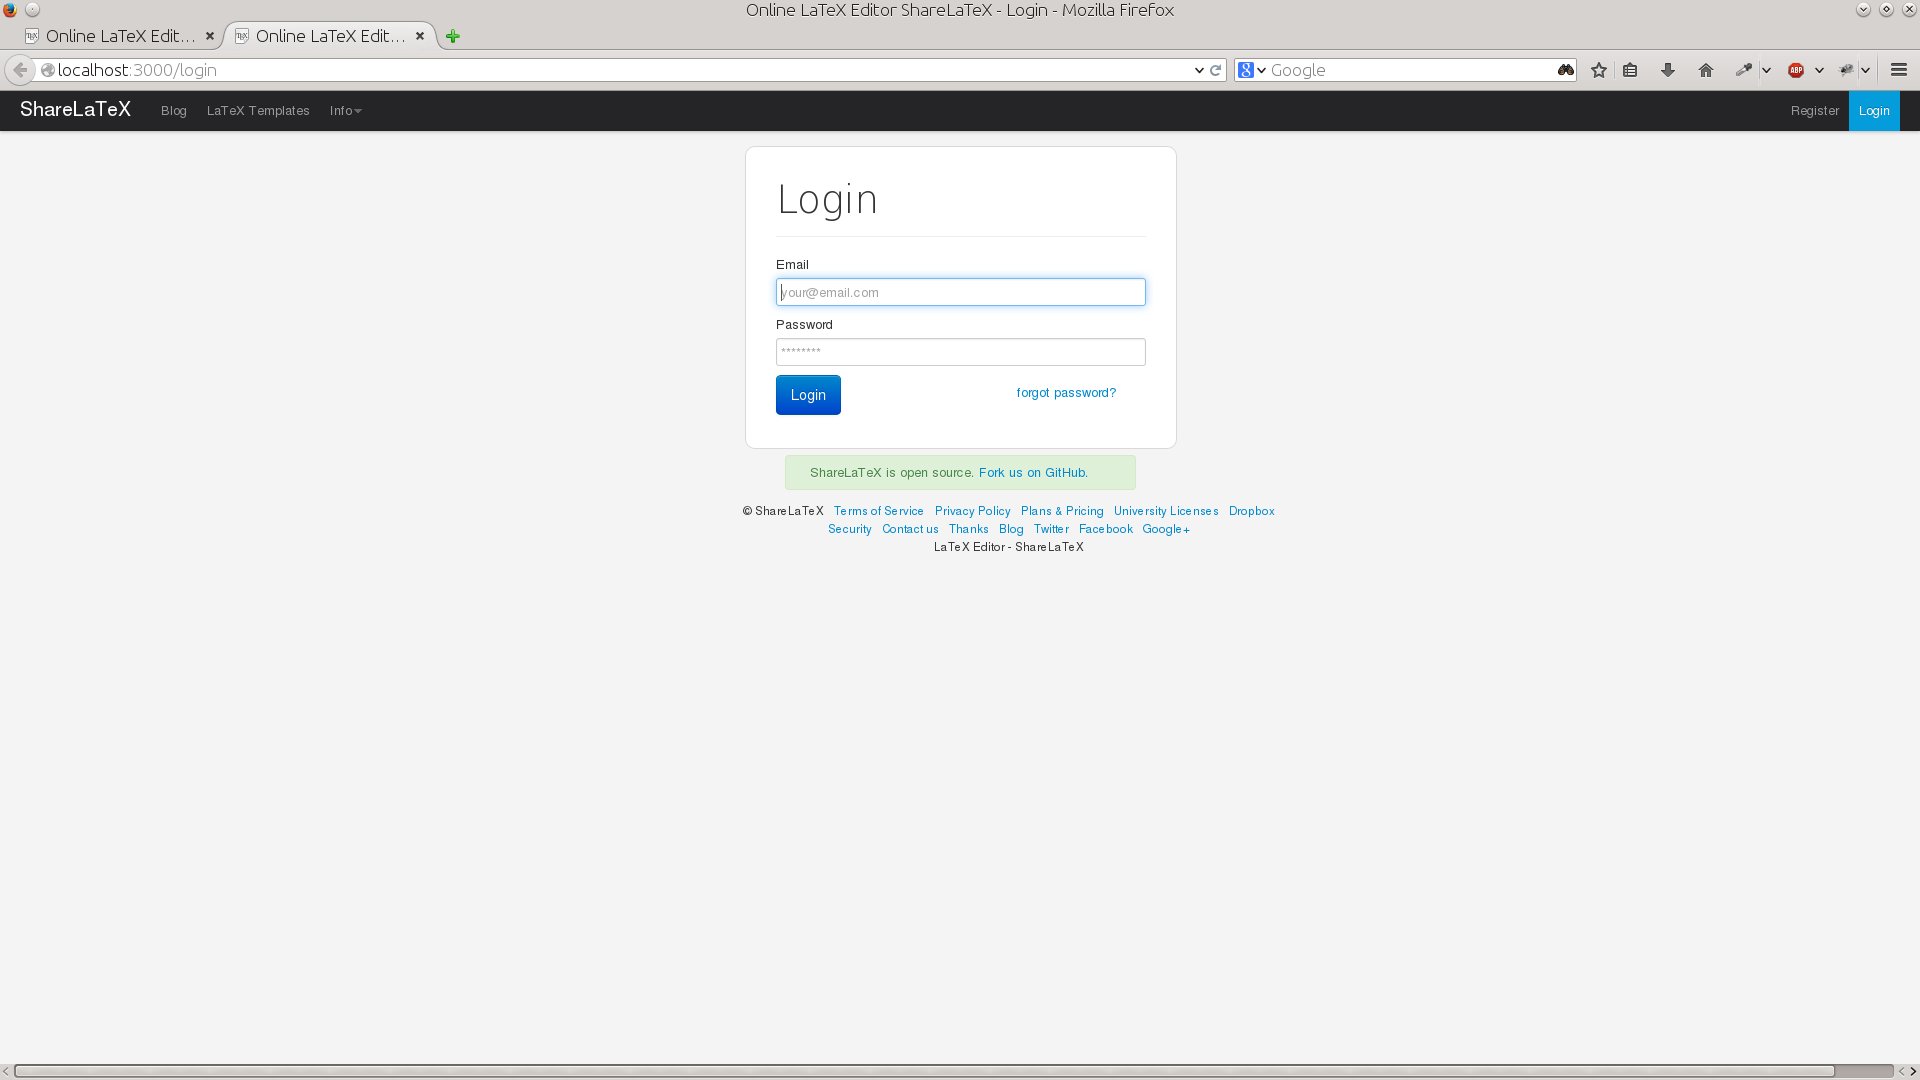 Online LaTeX Editor ShareLaTeX - Login - Mozilla Firefox
Online LaTeX Edit... Online LaTeX Edit...
localhost:3000/login Google ABP
ShareLaTeX Blog LaTeX Templates Info Register Login
Login
Email
your@email.com
Password
********
Login forgot password?
ShareLaTeX is open source. Fork us on GitHub.
© ShareLaTeX Terms of Service Privacy Policy Plans & Pricing University Licenses Dropbox
Security Contact us Thanks Blog Twitter Facebook Google+
LaTeX Editor - ShareLaTeX